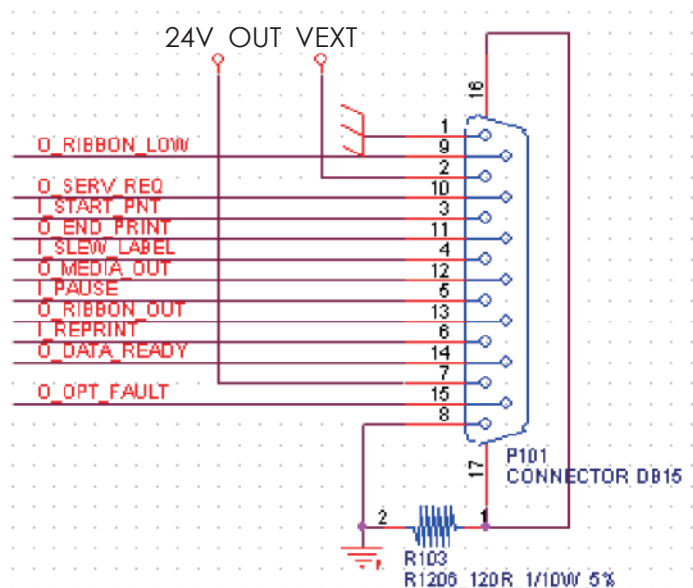 24V OUT VEXT
16
1
O_RIBBON_LOW
9
2
O_SERV_REQ
10
I_START_PNT
3
O_END_PRINT
11
I_SLEW_LABEL
4
O_MEDIA_OUT
12
I_PAUSE
5
O_RIBBON_OUT
13
I_REPRINT
6
O_DATA_READY
14
7
O_OPT_FAULT
15
8
17
P101
CONNECTOR DB15
2
1
R103
R1206 120R 1/10W 5%